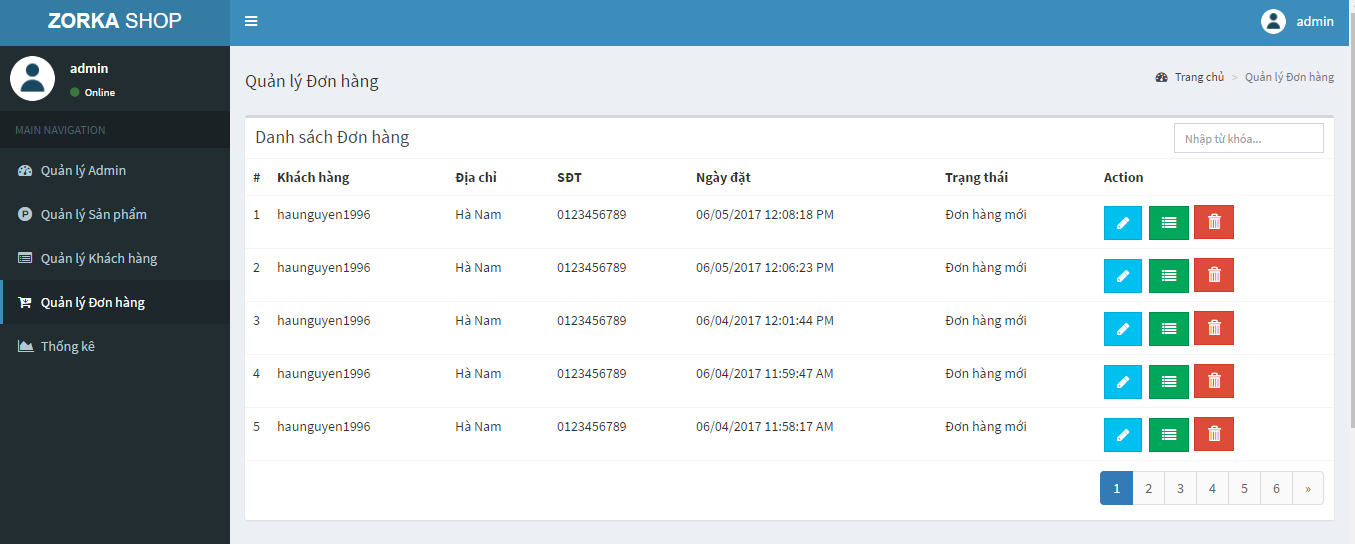 ZORKA SHOP
admin
admin
Online
MAIN NAVIGATION
Quản lý Admin
Quản lý Sản phẩm
Quản lý Khách hàng
Quản lý Đơn hàng
Thống kê
Quản lý Đơn hàng
Trang chủ > Quản lý Đơn hàng
Danh sách Đơn hàng
Nhập từ khóa...
# Khách hàng Địa chỉ SĐT Ngày đặt Trạng thái Action
1 haunguyen1996 Hà Nam 0123456789 06/05/2017 12:08:18 PM Đơn hàng mới
2 haunguyen1996 Hà Nam 0123456789 06/05/2017 12:06:23 PM Đơn hàng mới
3 haunguyen1996 Hà Nam 0123456789 06/04/2017 12:01:44 PM Đơn hàng mới
4 haunguyen1996 Hà Nam 0123456789 06/04/2017 11:59:47 AM Đơn hàng mới
5 haunguyen1996 Hà Nam 0123456789 06/04/2017 11:58:17 AM Đơn hàng mới
1 2 3 4 5 6 »